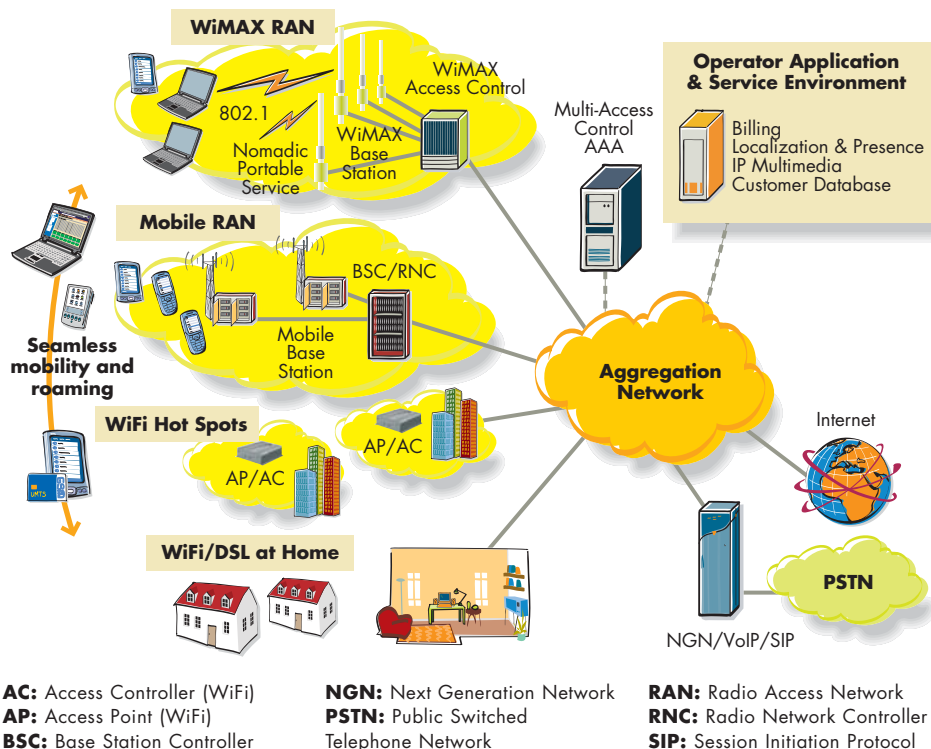 WiMAX RAN
WiMAX
Access Control
802.1
WiMAX
Base
Station
Nomadic
Portable
Service
Multi-Access
Control
AAA
Operator Application
& Service Environment
Billing
Localization & Presence
IP Multimedia
Customer Database
Mobile RAN
BSC/RNC
Mobile
Base
Station
Seamless
mobility and
roaming
Aggregation
Network
WiFi Hot Spots
AP/AC
AP/AC
UMTS
Internet
WiFi/DSL at Home
PSTN
NGN/VoIP/SIP
AC: Access Controller (WiFi)
AP: Access Point (WiFi)
BSC: Base Station Controller
NGN: Next Generation Network
PSTN: Public Switched
Telephone Network
RAN: Radio Access Network
RNC: Radio Network Controller
SIP: Session Initiation Protocol